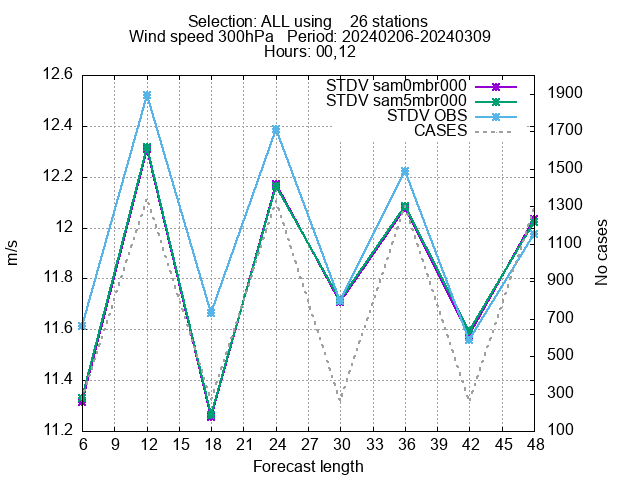 Selection: ALL using    26 stations
Wind speed 300hPa   Period: 20240206-20240309
Hours: 00,12
STDV sam0mbr000
STDV sam5mbr000
STDV OBS
CASES
12.6
12.4
12.2
12
11.8
11.6
11.4
11.2
m/s
1900
1700
1500
1300
1100
900
700
500
300
100
No cases
6 9 12 15 18 21 24 27 30 33 36 39 42 45 48
Forecast length